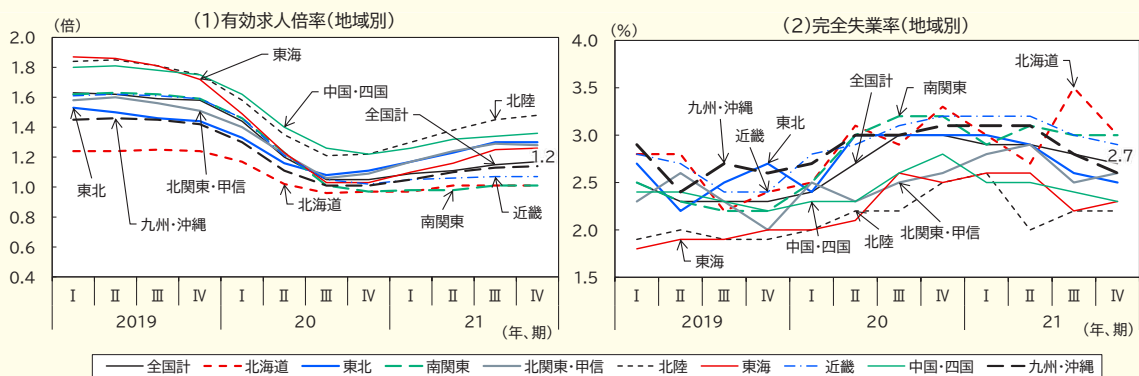 (1)有効求人倍率(地域別)
(倍)
2.0
1.8
1.6
1.4
1.2
1.0
0.8
0.6
0.4
東海
中国・四国
全国計
北陸
1.2
東北
九州・沖縄
北関東・甲信
北海道
南関東
近畿
Ⅰ Ⅱ Ⅲ Ⅳ Ⅰ Ⅱ Ⅲ Ⅳ Ⅰ Ⅱ Ⅲ Ⅳ
2019 20 21
(年、期)
(2)完全失業率(地域別)
(%)
4.0
3.5
3.0
2.5
2.0
1.5
北海道
全国計
南関東
九州・沖縄
近畿
東北
2.7
東海
中国・四国
北陸
北関東・甲信
Ⅰ Ⅱ Ⅲ Ⅳ Ⅰ Ⅱ Ⅲ Ⅳ Ⅰ Ⅱ Ⅲ Ⅳ
2019 20 21
(年、期)
全国計 北海道 東北 南関東 北関東・甲信 北陸 東海 近畿 中国・四国 九州・沖縄